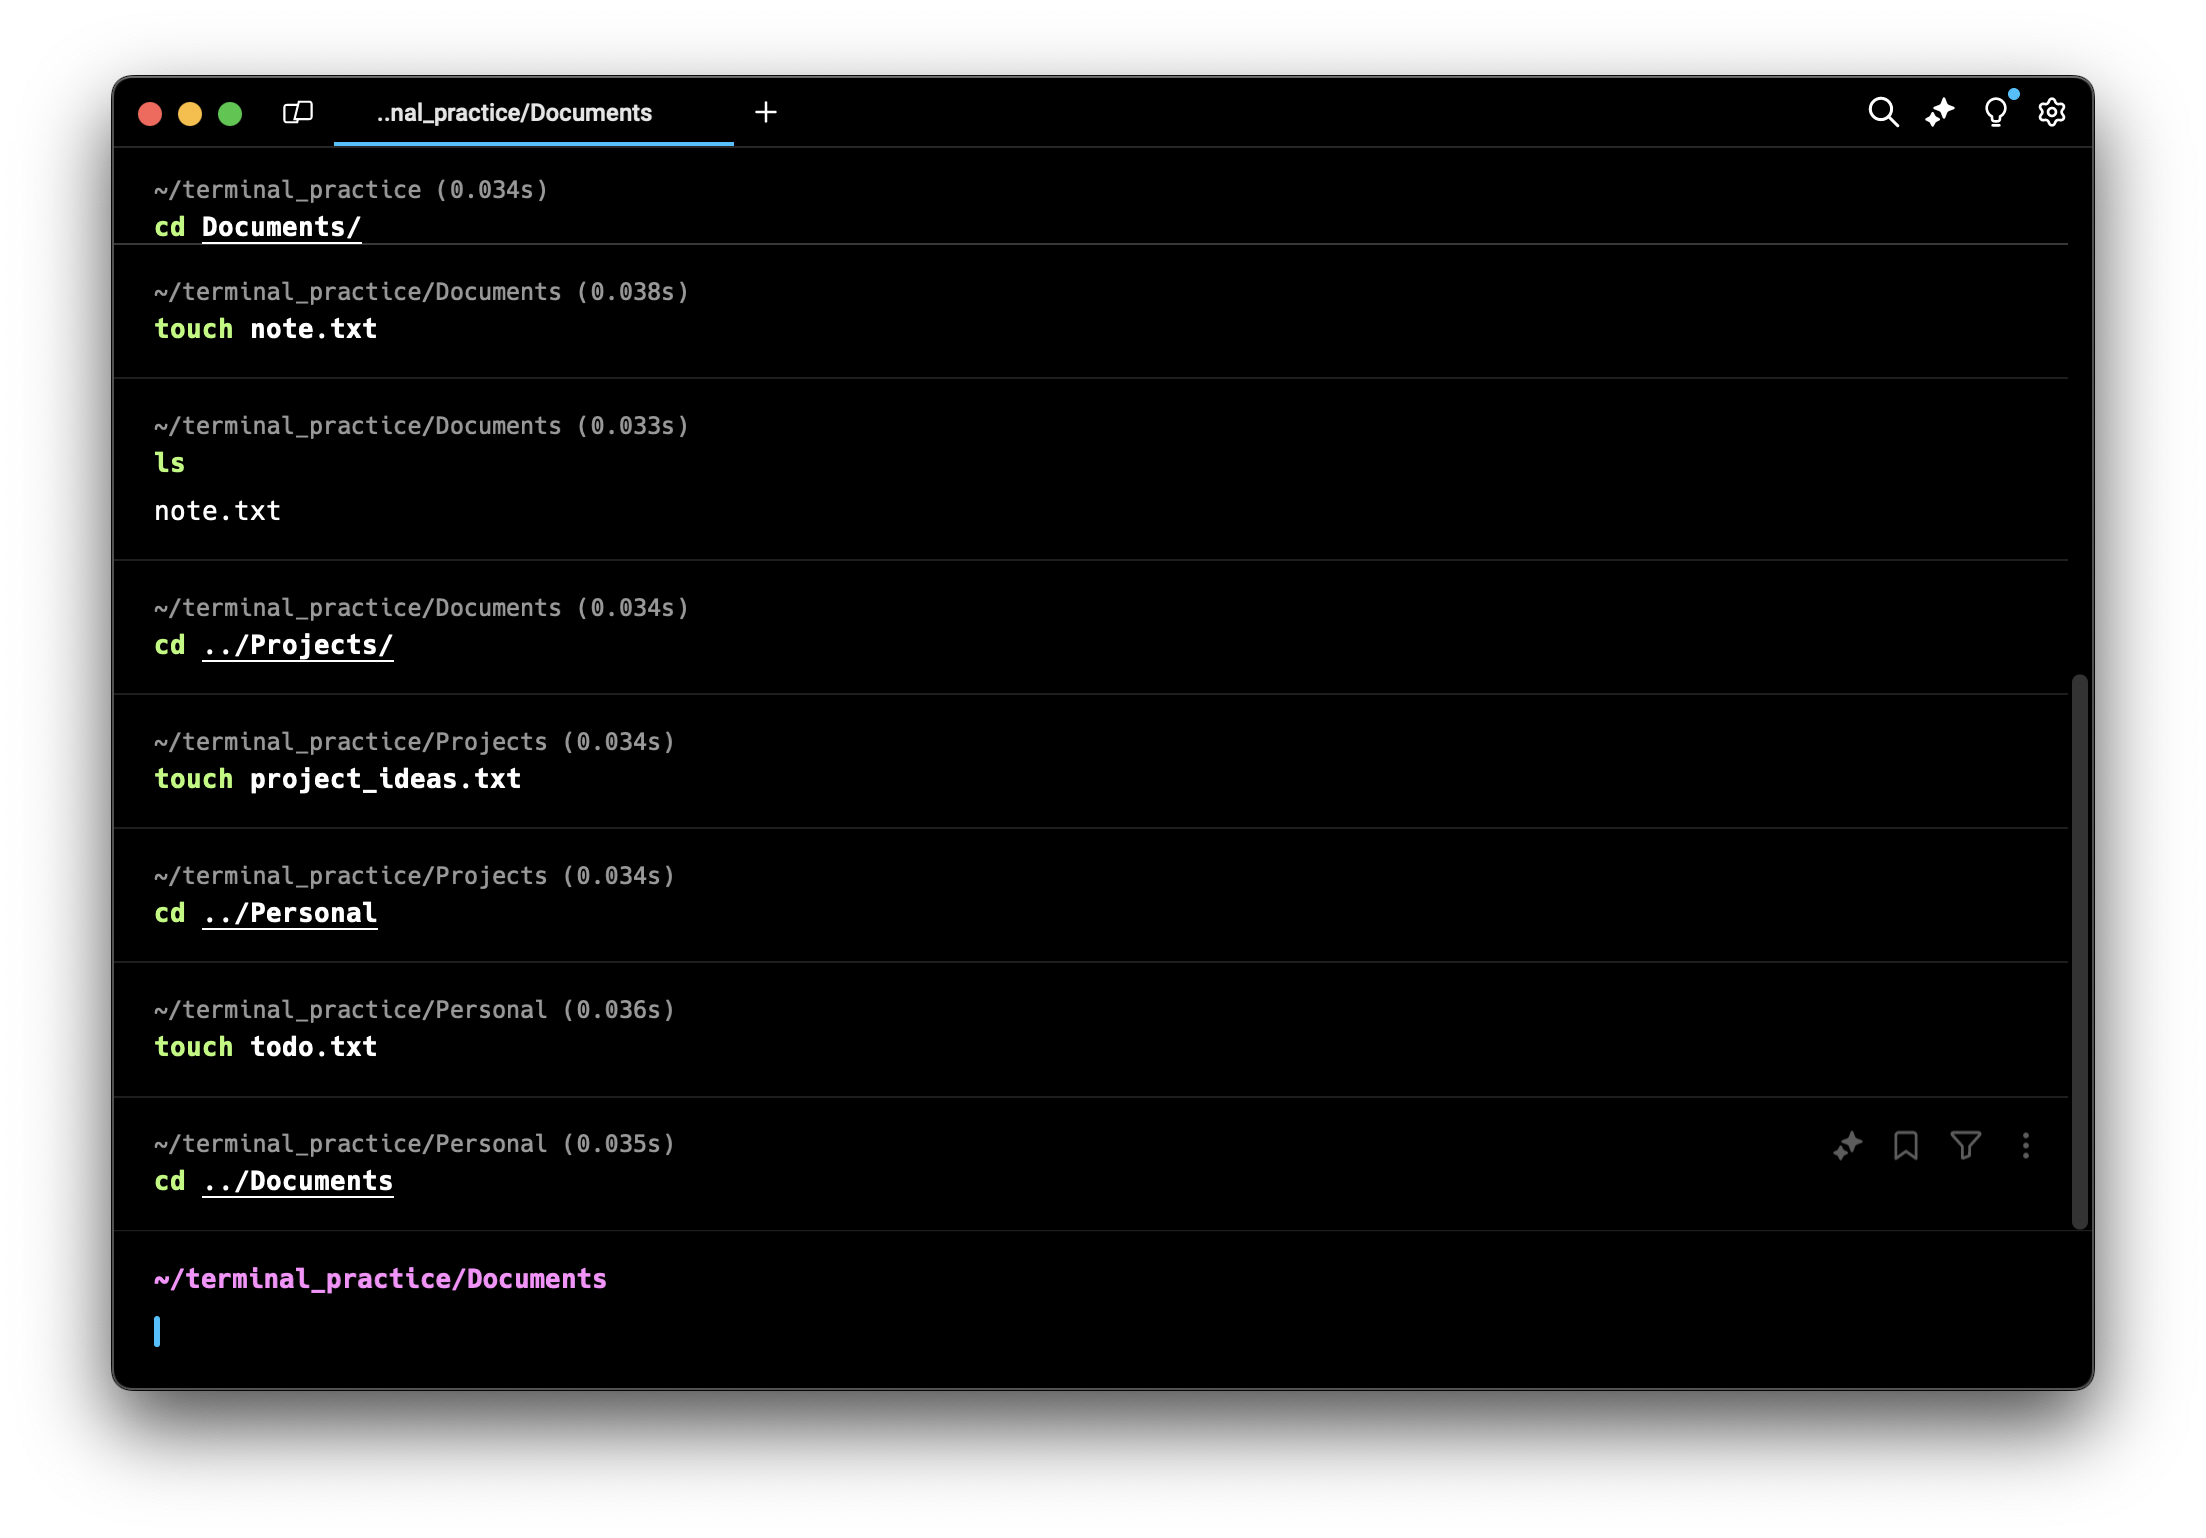 ..nal_practice/Documents
~/terminal_practice (0.034s)
cd Documents/
~/terminal_practice/Documents (0.038s)
touch note.txt
~/terminal_practice/Documents (0.033s)
ls
note.txt
~/terminal_practice/Documents (0.034s)
cd ../Projects/
~/terminal_practice/Projects (0.034s)
touch project_ideas.txt
~/terminal_practice/Projects (0.034s)
cd ../Personal
~/terminal_practice/Personal (0.036s)
touch todo.txt
~/terminal_practice/Personal (0.035s)
cd ../Documents
~/terminal_practice/Documents